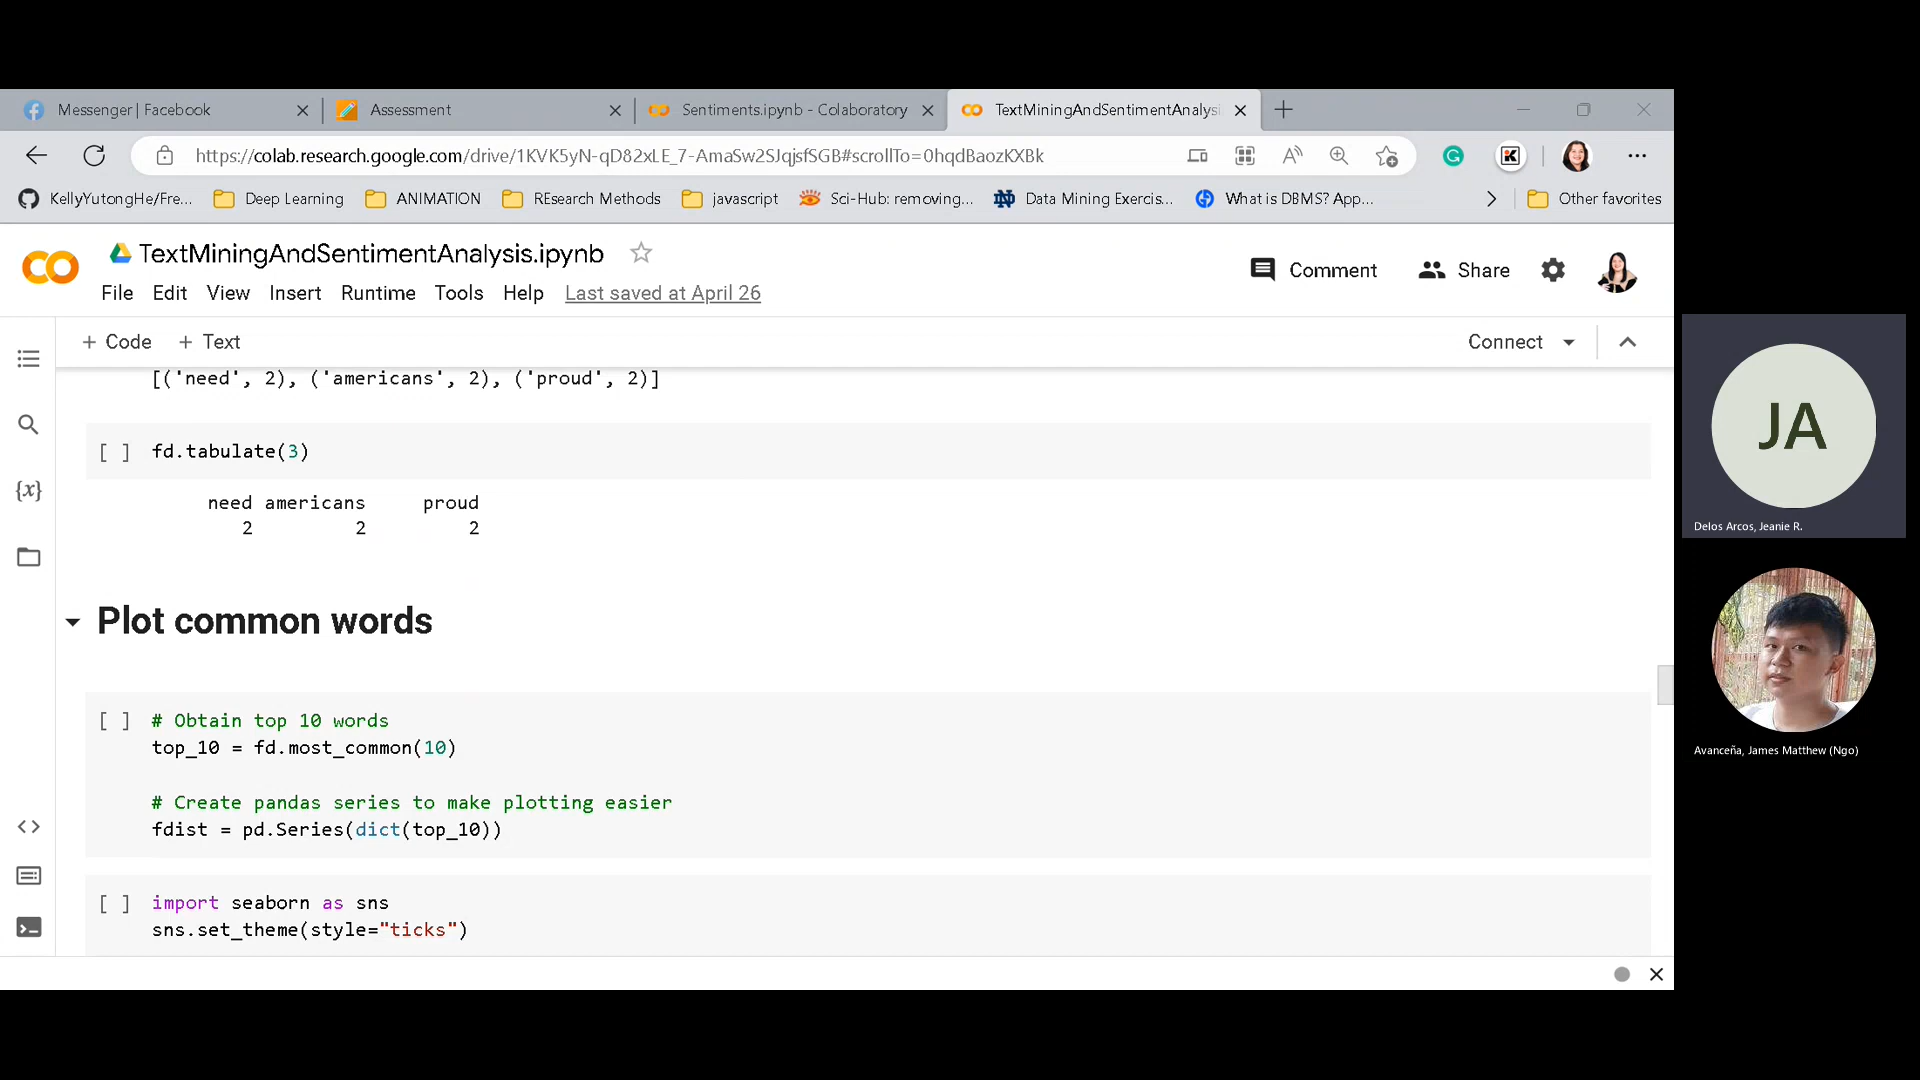 Messenger | Facebook
Assessment
Sentiments.ipynb - Colaboratory
TextMiningAndSentimentAnalysi
https://colab.research.google.com/drive/1KVK5yN-qD82xLE_7-AmaSw2SJqjsfSGB#scrollTo=0hqdBaozKXBk
KellyYutongHe/Fre...
Deep Learning
ANIMATION
REsearch Methods
javascript
Sci-Hub: removing...
Data Mining Exercis...
What is DBMS? App...
Other favorites
TextMiningAndSentimentAnalysis.ipynb
Comment
Share
File Edit View Insert Runtime Tools Help Last saved at April 26
+ Code + Text
Connect
[('need', 2), ('americans', 2), ('proud', 2)]
[ ] fd.tabulate(3)
need americans proud
2 2 2
Plot common words
[ ] # Obtain top 10 words
top_10 = fd.most_common(10)
# Create pandas series to make plotting easier
fdist = pd.Series(dict(top_10))
[ ] import seaborn as sns
sns.set_theme(style="ticks")
JA
Delos Arcos, Jeanie R.
Avanceña, James Matthew (Ngo)